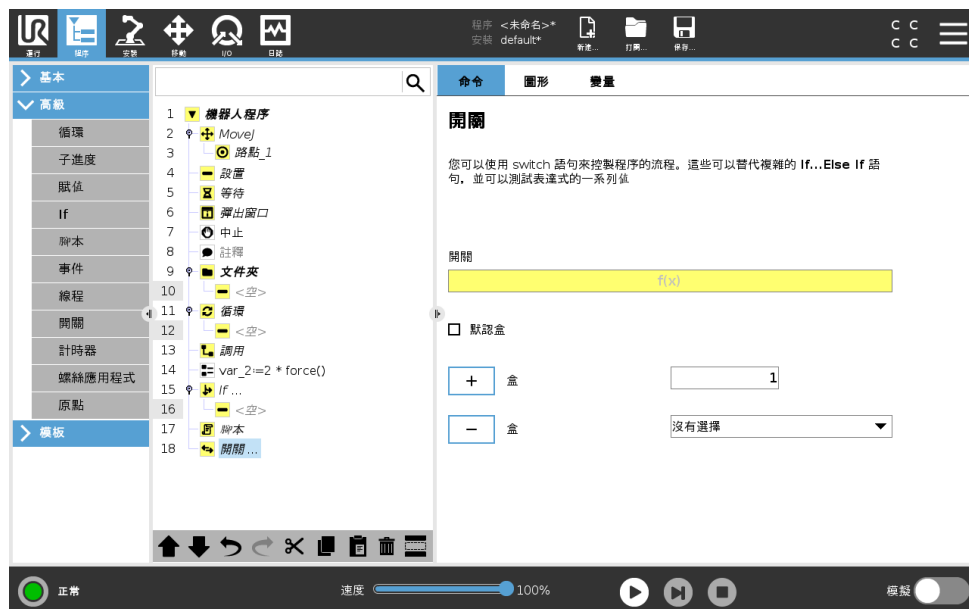 UR
運行
程序
安裝
移動
I/O
日誌
程序 <未命名>*
安裝 default*
新建...
打開...
保存...
C C
C C
基本
高級
循環
子進度
賦值
If
腳本
事件
線程
開關
計時器
螺絲應用程式
原點
模板
1 機器人程序
2 MoveJ
3 路點_1
4 設置
5 等待
6 彈出窗口
7 中止
8 註釋
9 文件夾
10 <空>
11 循環
12 <空>
13 調用
14 var_2:=2 * force()
15 If ...
16 <空>
17 腳本
18 開關 ...
命令 圖形 變量
開關
您可以使用 switch 語句來控製程序的流程。這些可以替代複雜的 If...Else If 語
句，並可以測試表達式的一系列值
開關
f(x)
默認盒
+ 盒 1
− 盒 沒有選擇
正常
速度 100%
模擬